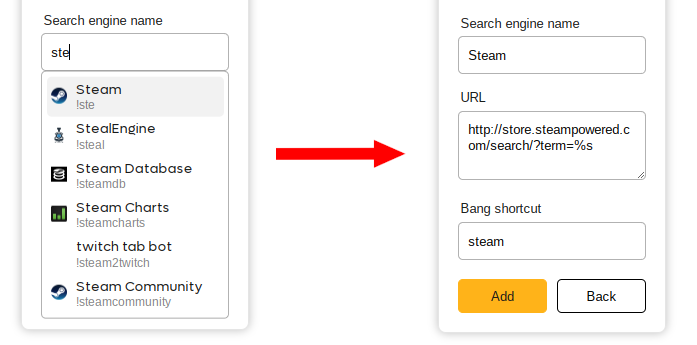 Search engine name
ste
Steam
!ste
StealEngine
!steal
Steam Database
!steamdb
Steam Charts
!steamcharts
twitch tab bot
!steam2twitch
Steam Community
!steamcommunity
Search engine name
Steam
URL
http://store.steampowered.c
om/search/?term=%s
Bang shortcut
steam
Add Back